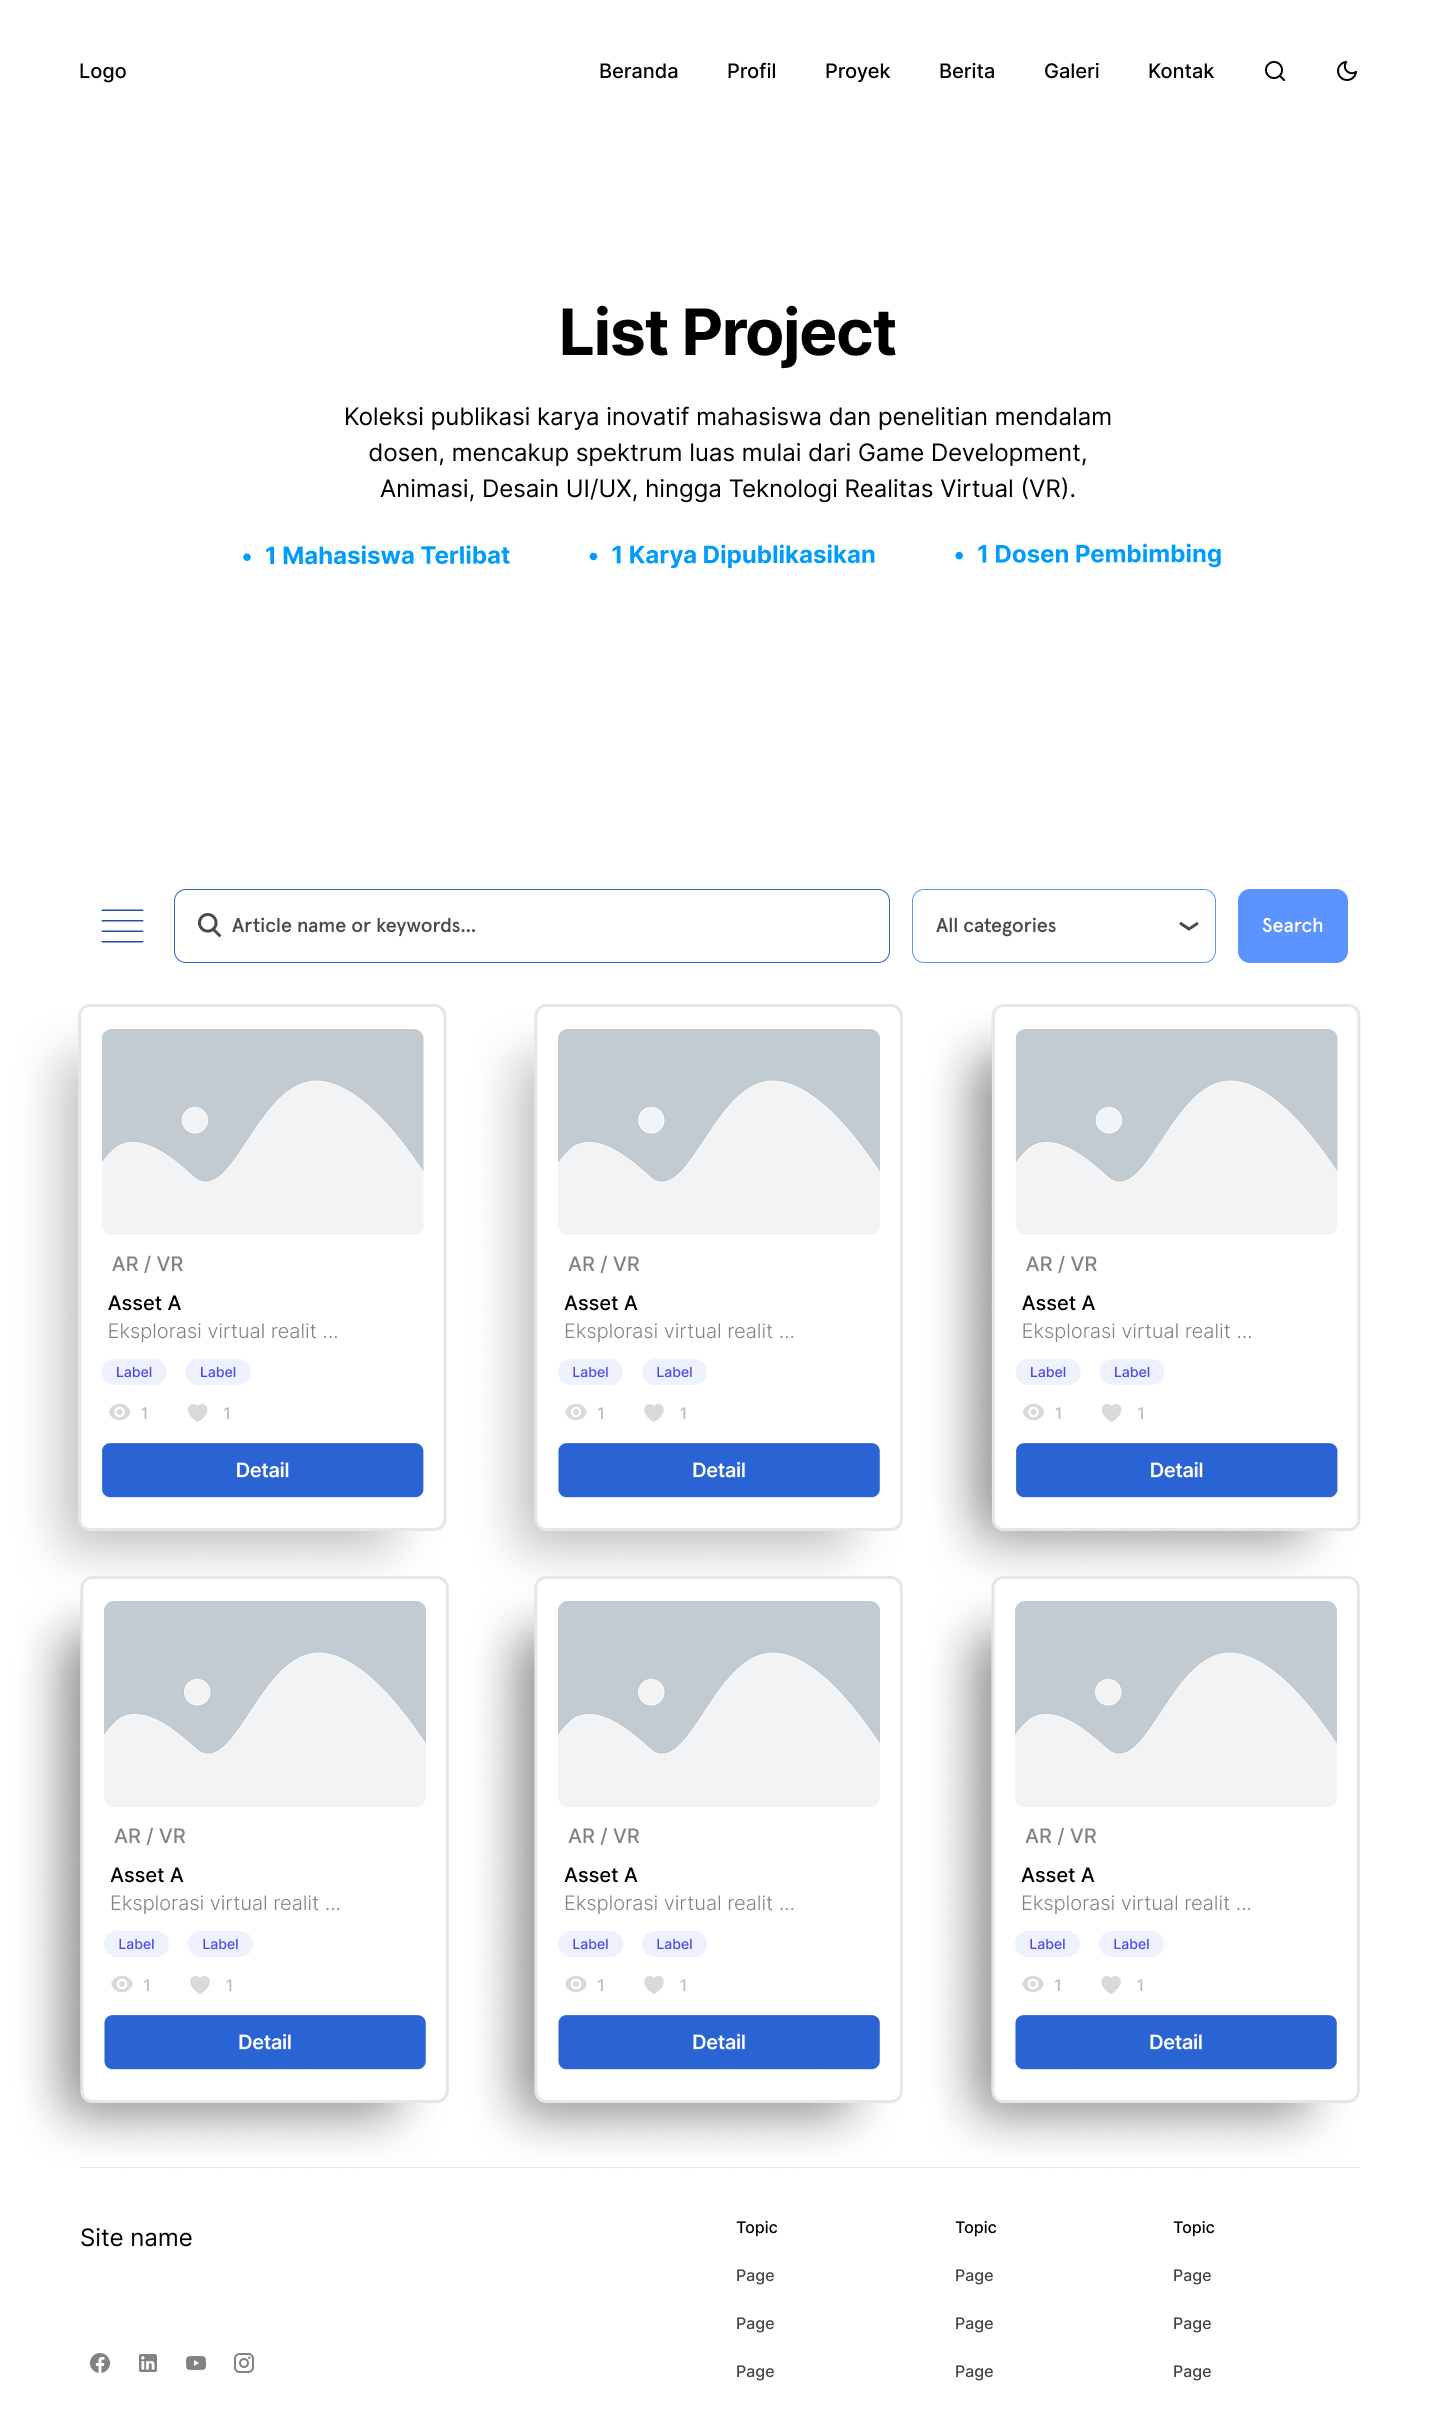 Logo
Beranda Profil Proyek Berita Galeri Kontak
List Project
Koleksi publikasi karya inovatif mahasiswa dan penelitian mendalam
dosen, mencakup spektrum luas mulai dari Game Development,
Animasi, Desain UI/UX, hingga Teknologi Realitas Virtual (VR).
• 1 Mahasiswa Terlibat
• 1 Karya Dipublikasikan
• 1 Dosen Pembimbing
Article name or keywords...
All categories
Search
AR / VR
Asset A
Eksplorasi virtual realit ...
Label Label
1 1
Detail
AR / VR
Asset A
Eksplorasi virtual realit ...
Label Label
1 1
Detail
AR / VR
Asset A
Eksplorasi virtual realit ...
Label Label
1 1
Detail
AR / VR
Asset A
Eksplorasi virtual realit ...
Label Label
1 1
Detail
AR / VR
Asset A
Eksplorasi virtual realit ...
Label Label
1 1
Detail
AR / VR
Asset A
Eksplorasi virtual realit ...
Label Label
1 1
Detail
Site name
Topic
Page
Page
Page
Topic
Page
Page
Page
Topic
Page
Page
Page